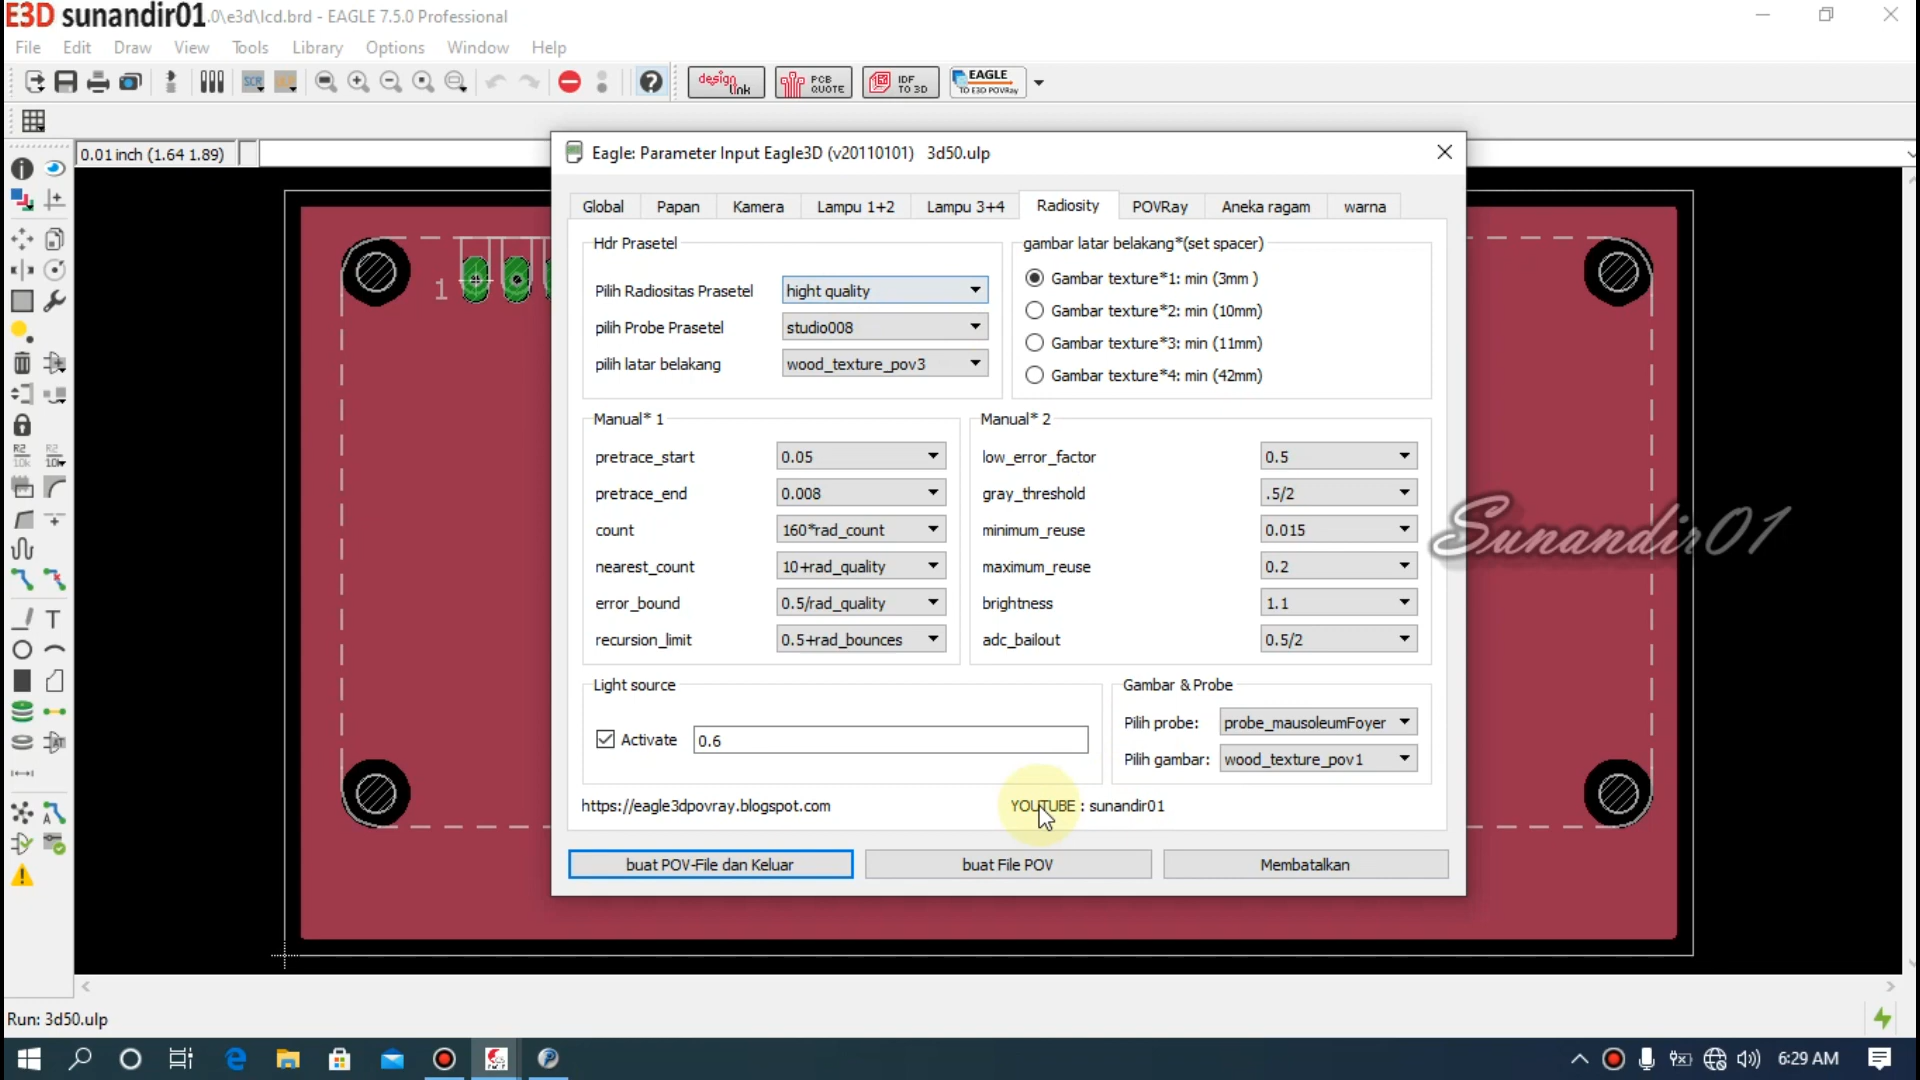 E3D sunandir01.0\e3d\lcd.brd - EAGLE 7.5.0 Professional
File Edit Draw View Tools Library Options Window Help
SCR
design link
PCB QUOTE
IDF TO 3D
EAGLE TO E3D POVRay
0.01 inch (1.64 1.89)
1
R2 10k R2 10k
Eagle: Parameter Input Eagle3D (v20110101) 3d50.ulp
Global Papan Kamera Lampu 1+2 Lampu 3+4 Radiosity POVRay Aneka ragam warna
Hdr Prasetel
Pilih Radiositas Prasetel hight quality
pilih Probe Prasetel studio008
pilih latar belakang wood_texture_pov3
gambar latar belakang*(set spacer)
Gambar texture*1: min (3mm )
Gambar texture*2: min (10mm)
Gambar texture*3: min (11mm)
Gambar texture*4: min (42mm)
Manual* 1
pretrace_start 0.05
pretrace_end 0.008
count 160*rad_count
nearest_count 10+rad_quality
error_bound 0.5/rad_quality
recursion_limit 0.5+rad_bounces
Manual* 2
low_error_factor 0.5
gray_threshold .5/2
minimum_reuse 0.015
maximum_reuse 0.2
brightness 1.1
adc_bailout 0.5/2
Light source
Activate 0.6
Gambar & Probe
Pilih probe: probe_mausoleumFoyer
Pilih gambar: wood_texture_pov1
https://eagle3dpovray.blogspot.com YOUTUBE : sunandir01
buat POV-File dan Keluar buat File POV Membatalkan
Sunandir01
Run: 3d50.ulp
6:29 AM